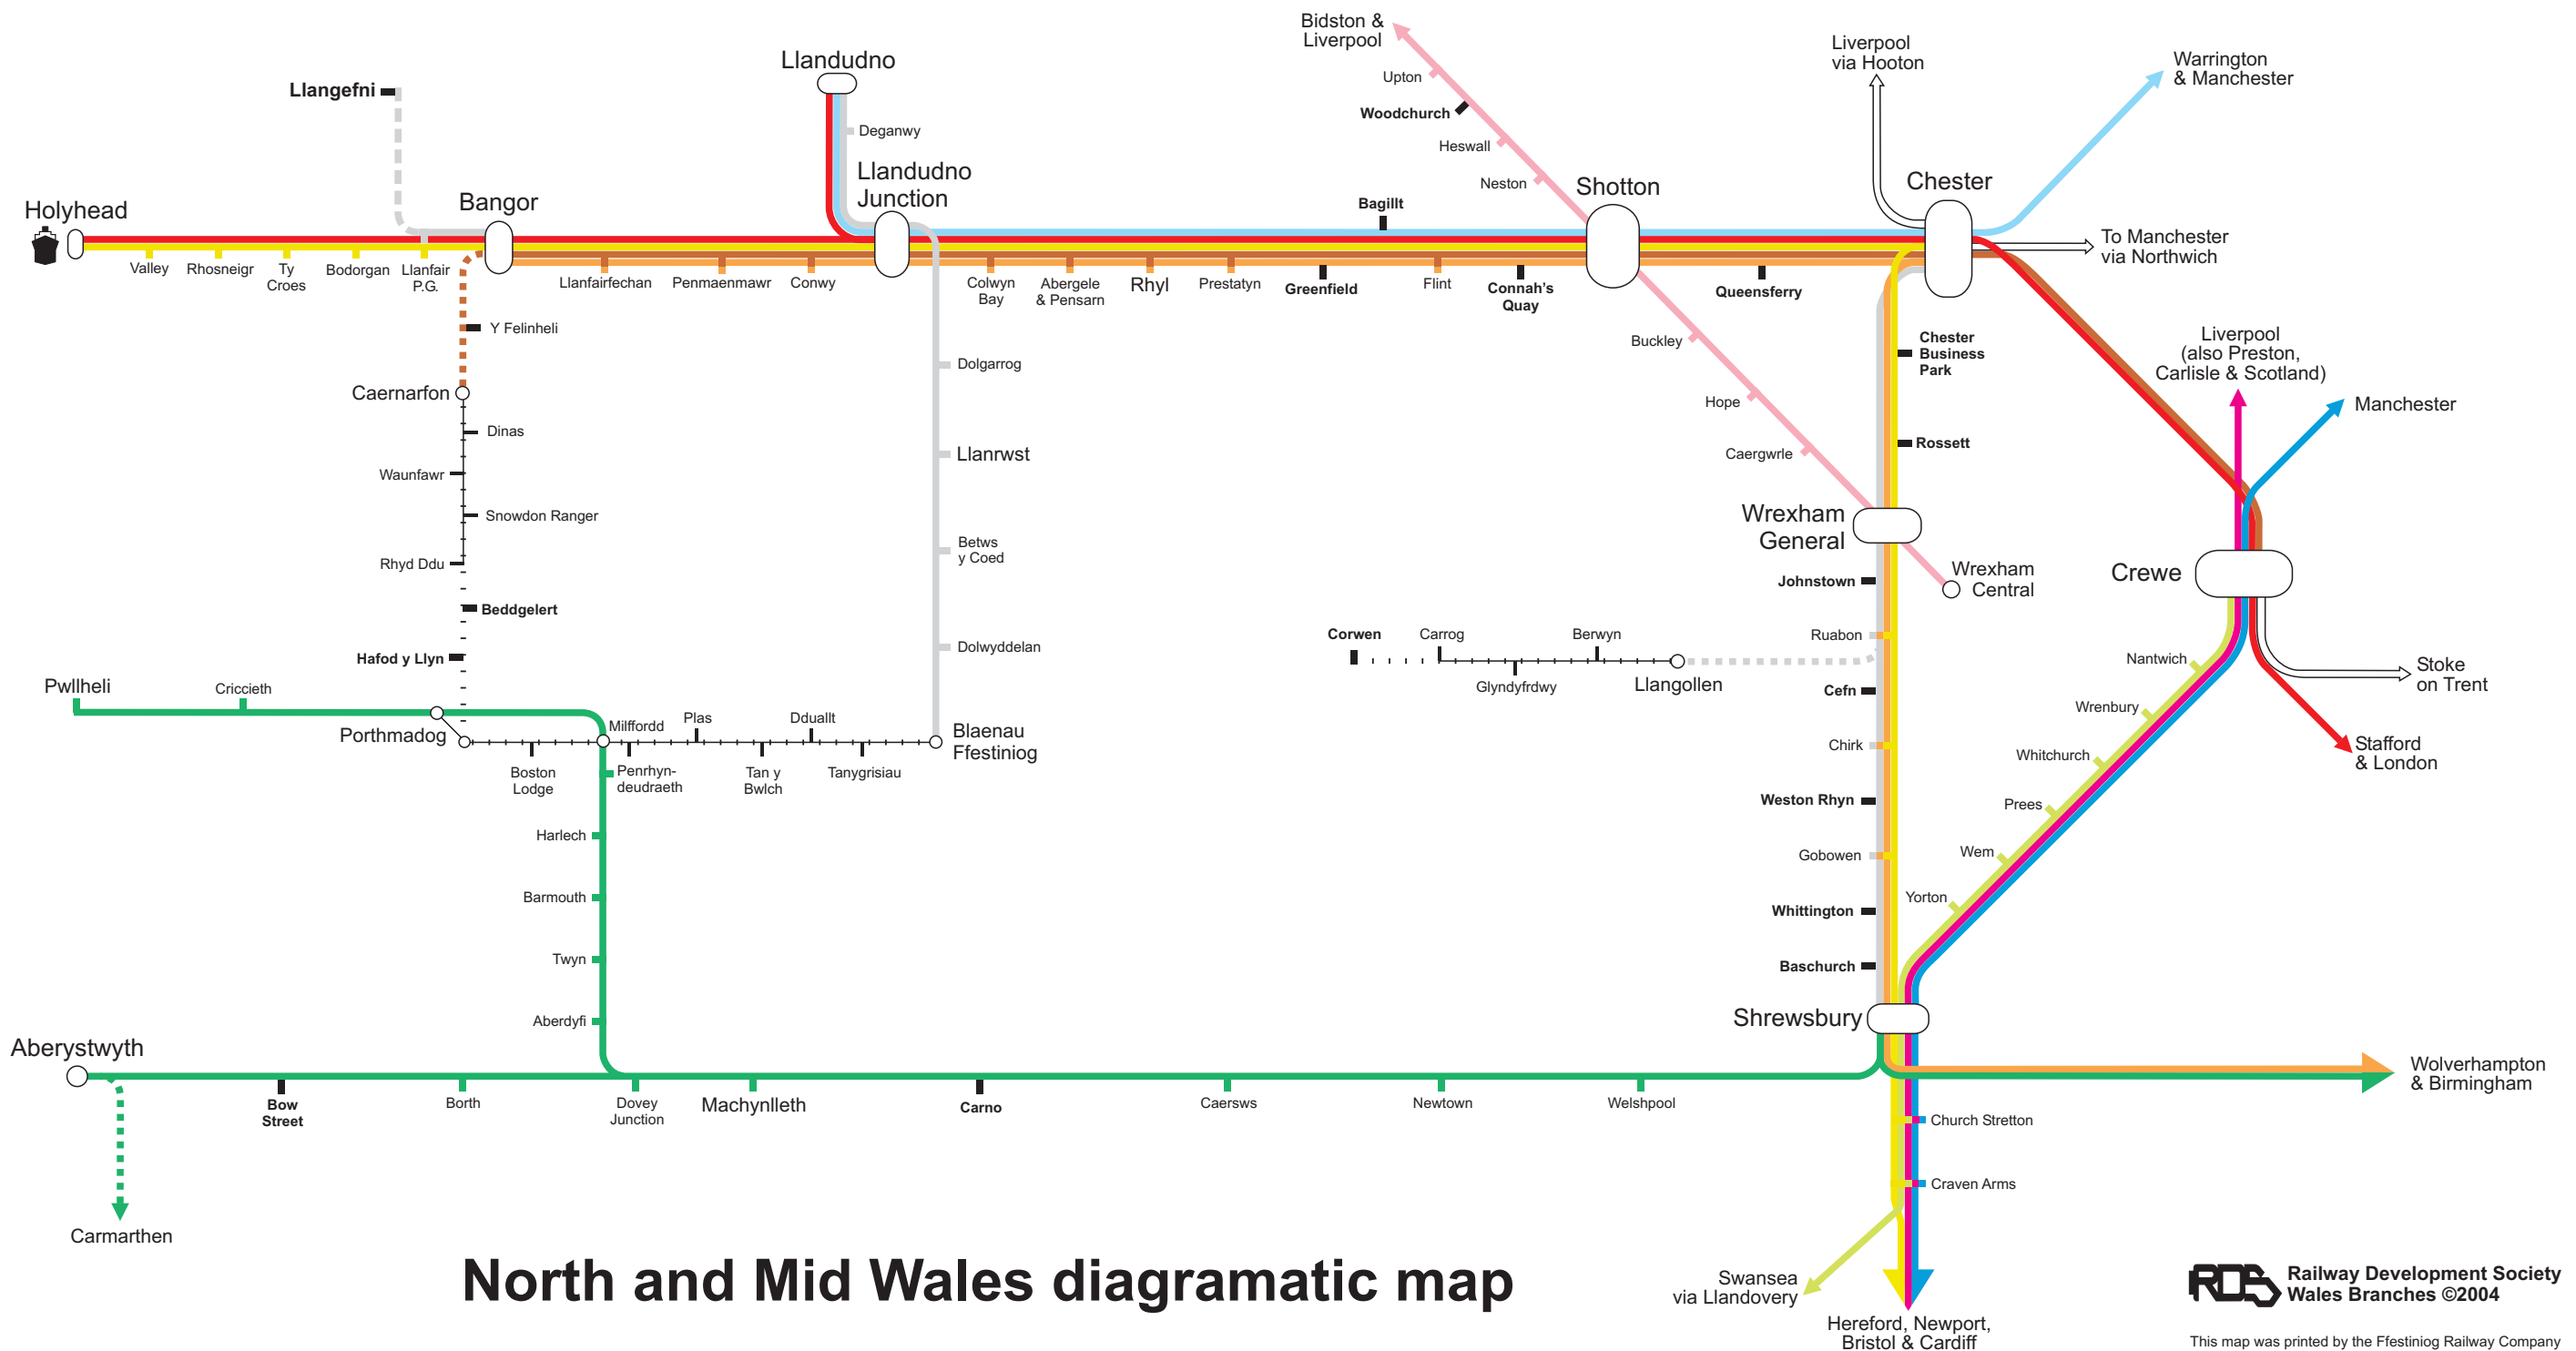 Bidston &
Liverpool
Upton
Woodchurch
Heswall
Neston
Liverpool
via Hooton
Warrington
& Manchester
Llandudno
Deganwy
Llandudno
Junction
Llangefni
Holyhead
Bangor
Shotton
Chester
Bagillt
To Manchester
via Northwich
Valley
Rhosneigr
Ty
Croes
Bodorgan
Llanfair
P.G.
Llanfairfechan
Penmaenmawr
Conwy
Colwyn
Bay
Abergele
& Pensarn
Rhyl
Prestatyn
Greenfield
Flint
Connah's
Quay
Queensferry
Y Felinheli
Caernarfon
Dinas
Waunfawr
Snowdon Ranger
Rhyd Ddu
Beddgelert
Hafod y Llyn
Dolgarrog
Llanrwst
Betws
y Coed
Dolwyddelan
Blaenau
Ffestiniog
Buckley
Hope
Caergwrle
Chester
Business
Park
Rossett
Wrexham
General
Wrexham
Central
Liverpool
(also Preston,
Carlisle & Scotland)
Manchester
Crewe
Stoke
on Trent
Stafford
& London
Johnstown
Ruabon
Cefn
Chirk
Weston Rhyn
Gobowen
Whittington
Baschurch
Shrewsbury
Corwen
Carrog
Berwyn
Glyndyfrdwy
Llangollen
Nantwich
Wrenbury
Whitchurch
Prees
Wem
Yorton
Pwllheli
Criccieth
Porthmadog
Boston
Lodge
Milffordd
Penrhyn-
deudraeth
Plas
Tan y
Bwlch
Dduallt
Tanygrisiau
Harlech
Barmouth
Twyn
Aberdyfi
Aberystwyth
Bow
Street
Borth
Dovey
Junction
Machynlleth
Carno
Caersws
Newtown
Welshpool
Wolverhampton
& Birmingham
Church Stretton
Craven Arms
Carmarthen
Swansea
via Llandovery
Hereford, Newport,
Bristol & Cardiff
North and Mid Wales diagramatic map
RDS
Railway Development Society
Wales Branches ©2004
This map was printed by the Ffestiniog Railway Company